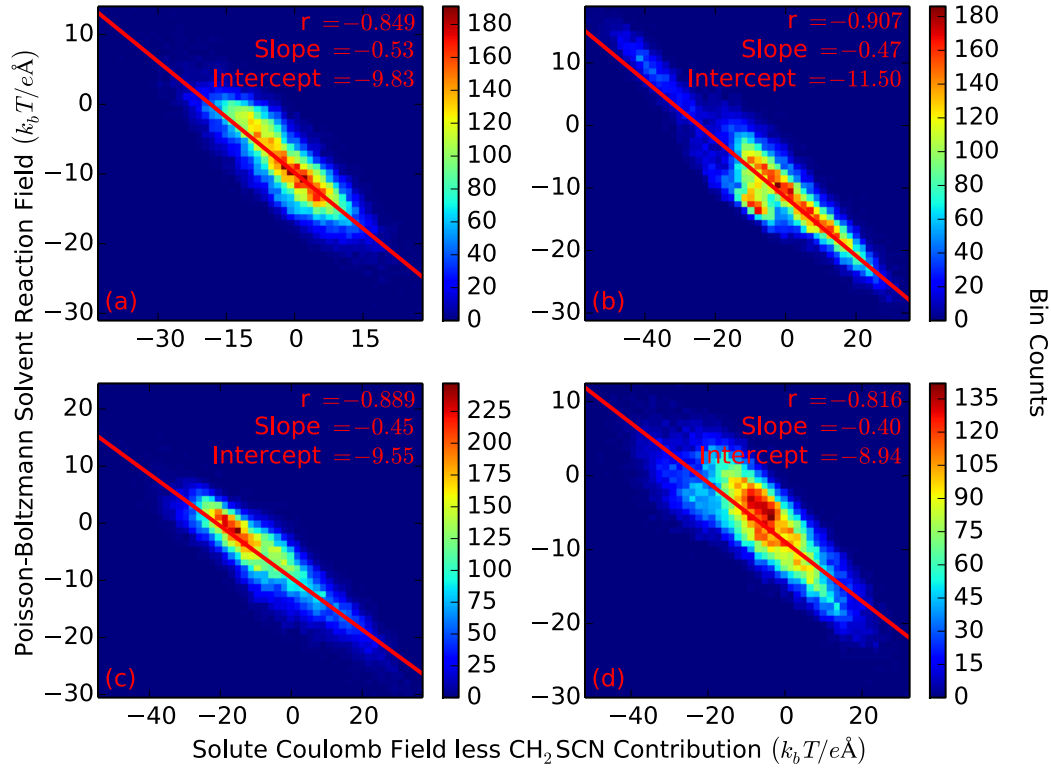 Poisson-Boltzmann Solvent Reaction Field (k_bT/eÅ)
10
0
−10
−20
−30
r =−0.849
Slope =−0.53
Intercept =−9.83
(a)
−30 −15 0 15
180
160
140
120
100
80
60
40
20
0
10
0
−10
−20
−30
r =−0.907
Slope =−0.47
Intercept =−11.50
(b)
−40 −20 0 20
180
160
140
120
100
80
60
40
20
0
Bin Counts
20
10
0
−10
−20
−30
r =−0.889
Slope =−0.45
Intercept =−9.55
(c)
−40 −20 0 20
225
200
175
150
125
100
75
50
25
0
10
0
−10
−20
−30
r =−0.816
Slope =−0.40
Intercept =−8.94
(d)
−40 −20 0 20
135
120
105
90
75
60
45
30
15
0
Solute Coulomb Field less CH₂SCN Contribution (k_bT/eÅ)